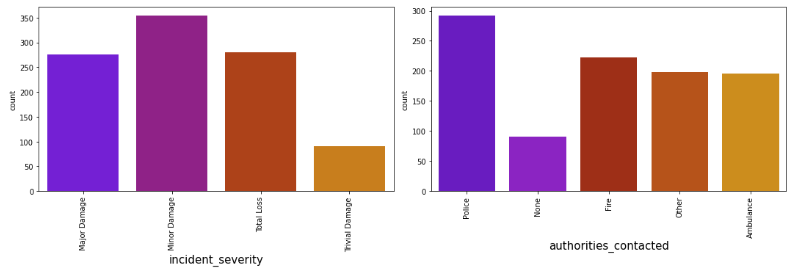 350
300
250
200
150
100
50
0
count
Major Damage
Minor Damage
Total Loss
Trivial Damage
incident_severity
300
250
200
150
100
50
0
count
Police
None
Fire
Other
Ambulance
authorities_contacted